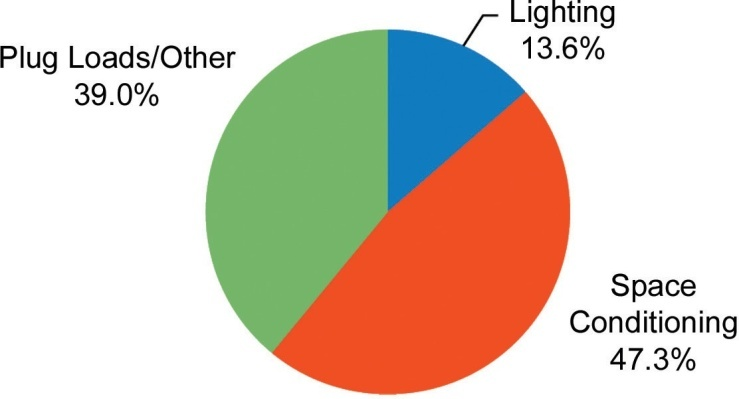 Lighting
13.6%
Plug Loads/Other
39.0%
Space
Conditioning
47.3%